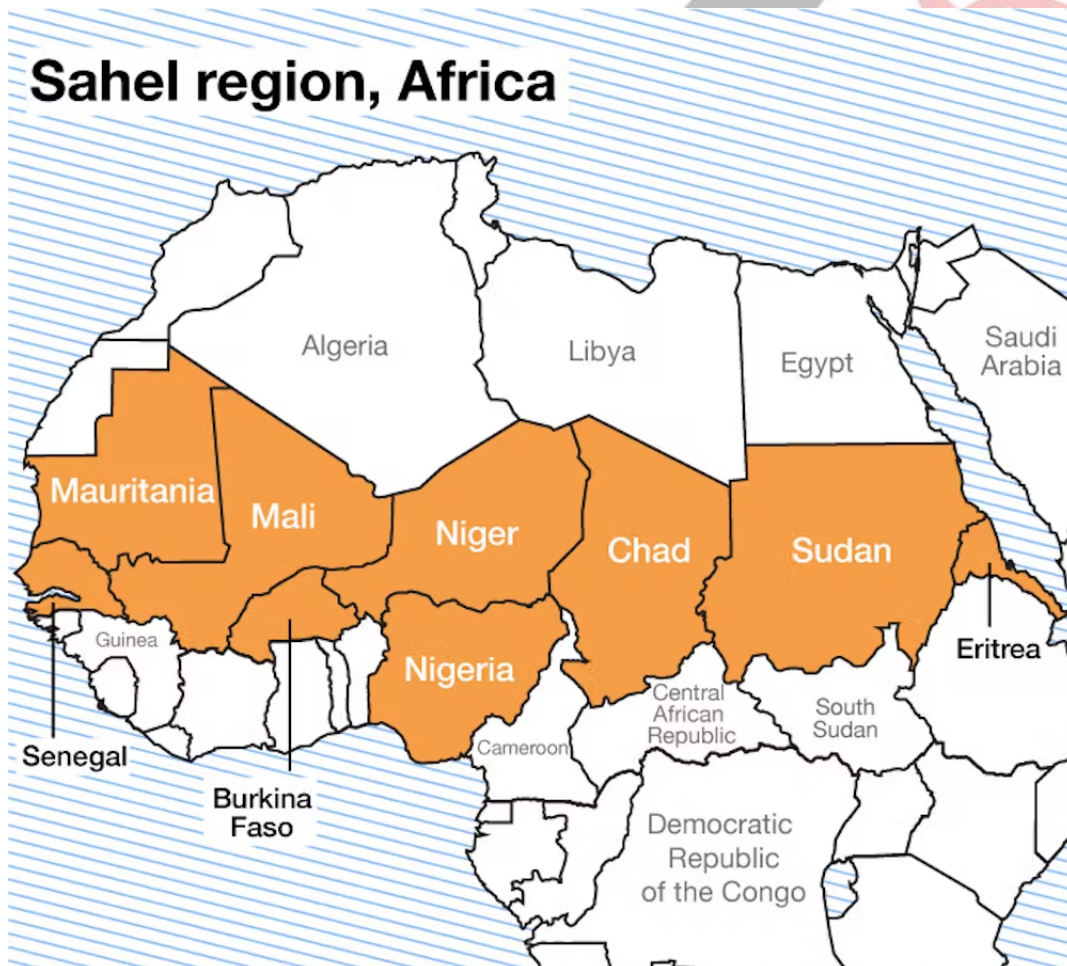 Sahel region, Africa
Algeria
Libya
Egypt
Saudi
Arabia
Mauritania
Mali
Niger
Chad
Sudan
Guinea
Nigeria
Eritrea
Central
African
Republic
South
Sudan
Cameroon
Senegal
Burkina
Faso
Democratic
Republic
of the Congo